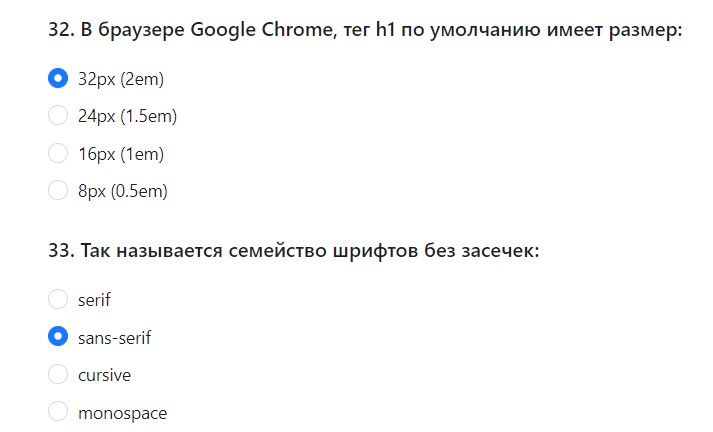 32. В браузере Google Chrome, тег h1 по умолчанию имеет размер:
32px (2em)
24px (1.5em)
16px (1em)
8px (0.5em)
33. Так называется семейство шрифтов без засечек:
serif
sans-serif
cursive
monospace